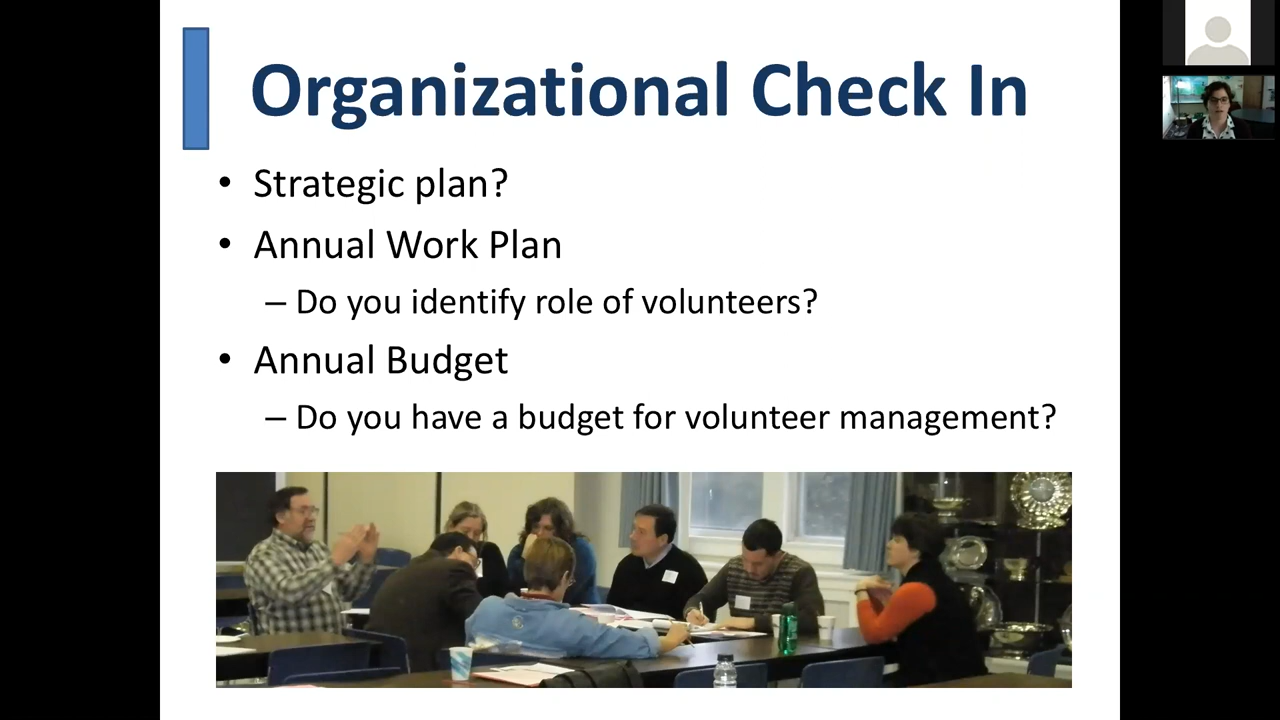 Organizational Check In
• Strategic plan?
• Annual Work Plan
– Do you identify role of volunteers?
• Annual Budget
– Do you have a budget for volunteer management?